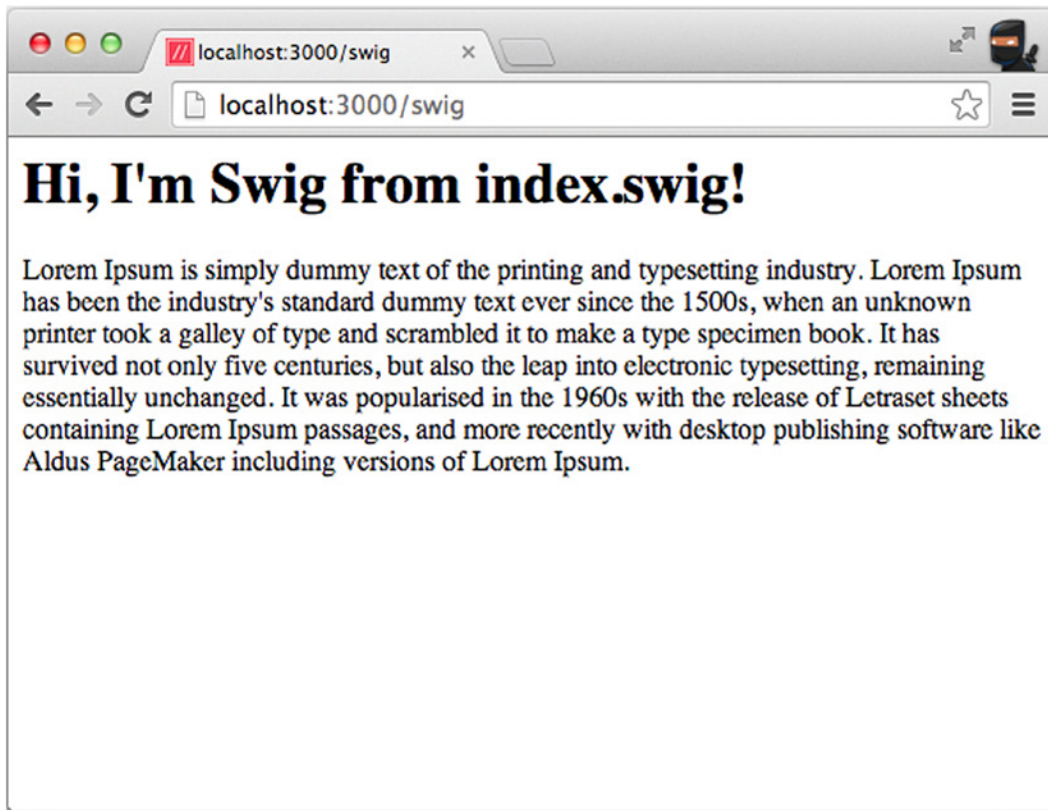 localhost:3000/swig
localhost:3000/swig
Hi, I'm Swig from index.swig!
Lorem Ipsum is simply dummy text of the printing and typesetting industry. Lorem Ipsum
has been the industry's standard dummy text ever since the 1500s, when an unknown
printer took a galley of type and scrambled it to make a type specimen book. It has
survived not only five centuries, but also the leap into electronic typesetting, remaining
essentially unchanged. It was popularised in the 1960s with the release of Letraset sheets
containing Lorem Ipsum passages, and more recently with desktop publishing software like
Aldus PageMaker including versions of Lorem Ipsum.